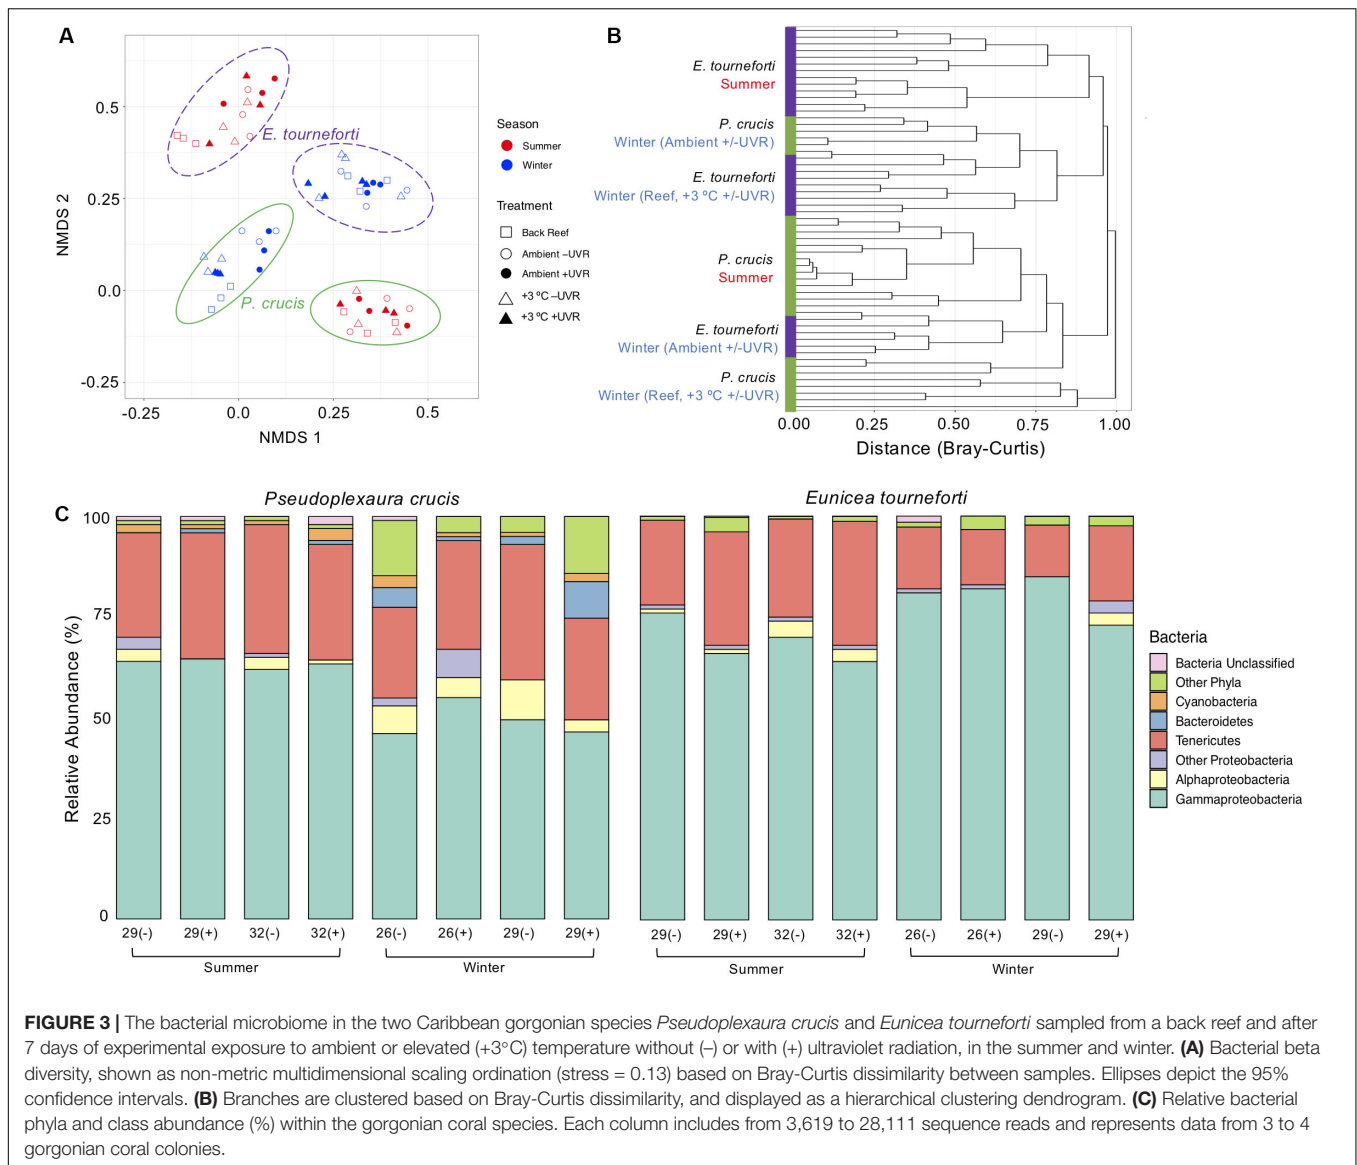 A
NMDS 2
0.5
0.25
0.0
-0.25
-0.25
0.0
0.25
0.5
NMDS 1
E. tourneforti
P. crucis
Season
Summer
Winter
Treatment
Back Reef
Ambient –UVR
Ambient +UVR
+3 ºC –UVR
+3 ºC +UVR
B
E. tourneforti
Summer
P. crucis
Winter (Ambient +/-UVR)
E. tourneforti
Winter (Reef, +3 ºC +/-UVR)
P. crucis
Summer
E. tourneforti
Winter (Ambient +/-UVR)
P. crucis
Winter (Reef, +3 ºC +/-UVR)
0.00 0.25 0.50 0.75 1.00
Distance (Bray-Curtis)
C
Pseudoplexaura crucis
Eunicea tourneforti
Relative Abundance (%)
100
75
50
25
0
29(-) 29(+) 32(-) 32(+) 26(-) 26(+) 29(-) 29(+) 29(-) 29(+) 32(-) 32(+) 26(-) 26(+) 29(-) 29(+)
Summer Winter Summer Winter
Bacteria
Bacteria Unclassified
Other Phyla
Cyanobacteria
Bacteroidetes
Tenericutes
Other Proteobacteria
Alphaproteobacteria
Gammaproteobacteria
FIGURE 3 | The bacterial microbiome in the two Caribbean gorgonian species Pseudoplexaura crucis and Eunicea tourneforti sampled from a back reef and after
7 days of experimental exposure to ambient or elevated (+3°C) temperature without (–) or with (+) ultraviolet radiation, in the summer and winter. (A) Bacterial beta
diversity, shown as non-metric multidimensional scaling ordination (stress = 0.13) based on Bray-Curtis dissimilarity between samples. Ellipses depict the 95%
confidence intervals. (B) Branches are clustered based on Bray-Curtis dissimilarity, and displayed as a hierarchical clustering dendrogram. (C) Relative bacterial
phyla and class abundance (%) within the gorgonian coral species. Each column includes from 3,619 to 28,111 sequence reads and represents data from 3 to 4
gorgonian coral colonies.